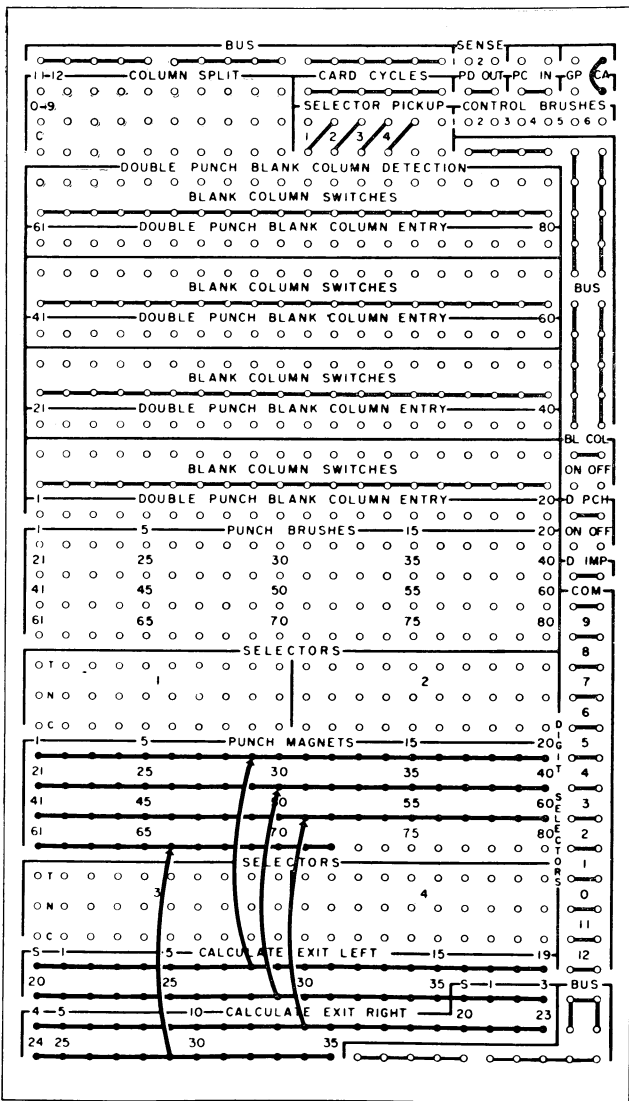 BUS SENSE
2
11-12 COLUMN SPLIT CARD CYCLES PD OUT PC IN GP CA
0-9 SELECTOR PICKUP CONTROL BRUSHES
C 1 2 3 4 2 3 4 5 6
DOUBLE PUNCH BLANK COLUMN DETECTION
BLANK COLUMN SWITCHES
61 DOUBLE PUNCH BLANK COLUMN ENTRY 80
BLANK COLUMN SWITCHES BUS
41 DOUBLE PUNCH BLANK COLUMN ENTRY 60
BLANK COLUMN SWITCHES
21 DOUBLE PUNCH BLANK COLUMN ENTRY 40
BL COL
BLANK COLUMN SWITCHES ON OFF
1 DOUBLE PUNCH BLANK COLUMN ENTRY 20 D PCH
1 5 PUNCH BRUSHES 15 20 ON OFF
21 25 30 35 40 D IMP
41 45 50 55 60 COM
61 65 70 75 80 9
SELECTORS 8
T
1 2 7
N
6
C
1 5 PUNCH MAGNETS 15 20 5
21 25 30 35 40 4
41 45 55 60 3
61 65 70 75 80 2
SELECTORS 1
T
3 4 0
N
11
C
S 1 5 CALCULATE EXIT LEFT 15 19 12
20 25 30 35 S 1 3 BUS
4 5 10 CALCULATE EXIT RIGHT 20 23
24 25 30 35
DIGIT SELECTORS